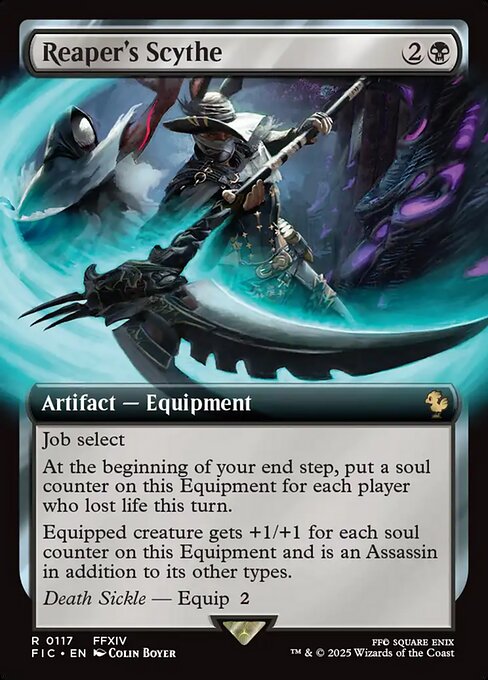 Reaper's Scythe 2
Artifact — Equipment
Job select
At the beginning of your end step, put a soul
counter on this Equipment for each player
who lost life this turn.
Equipped creature gets +1/+1 for each soul
counter on this Equipment and is an Assassin
in addition to its other types.
Death Sickle — Equip 2
R 0117 FFXIV
FIC • EN Colin Boyer
FF© SQUARE ENIX
™ & © 2025 Wizards of the Coast